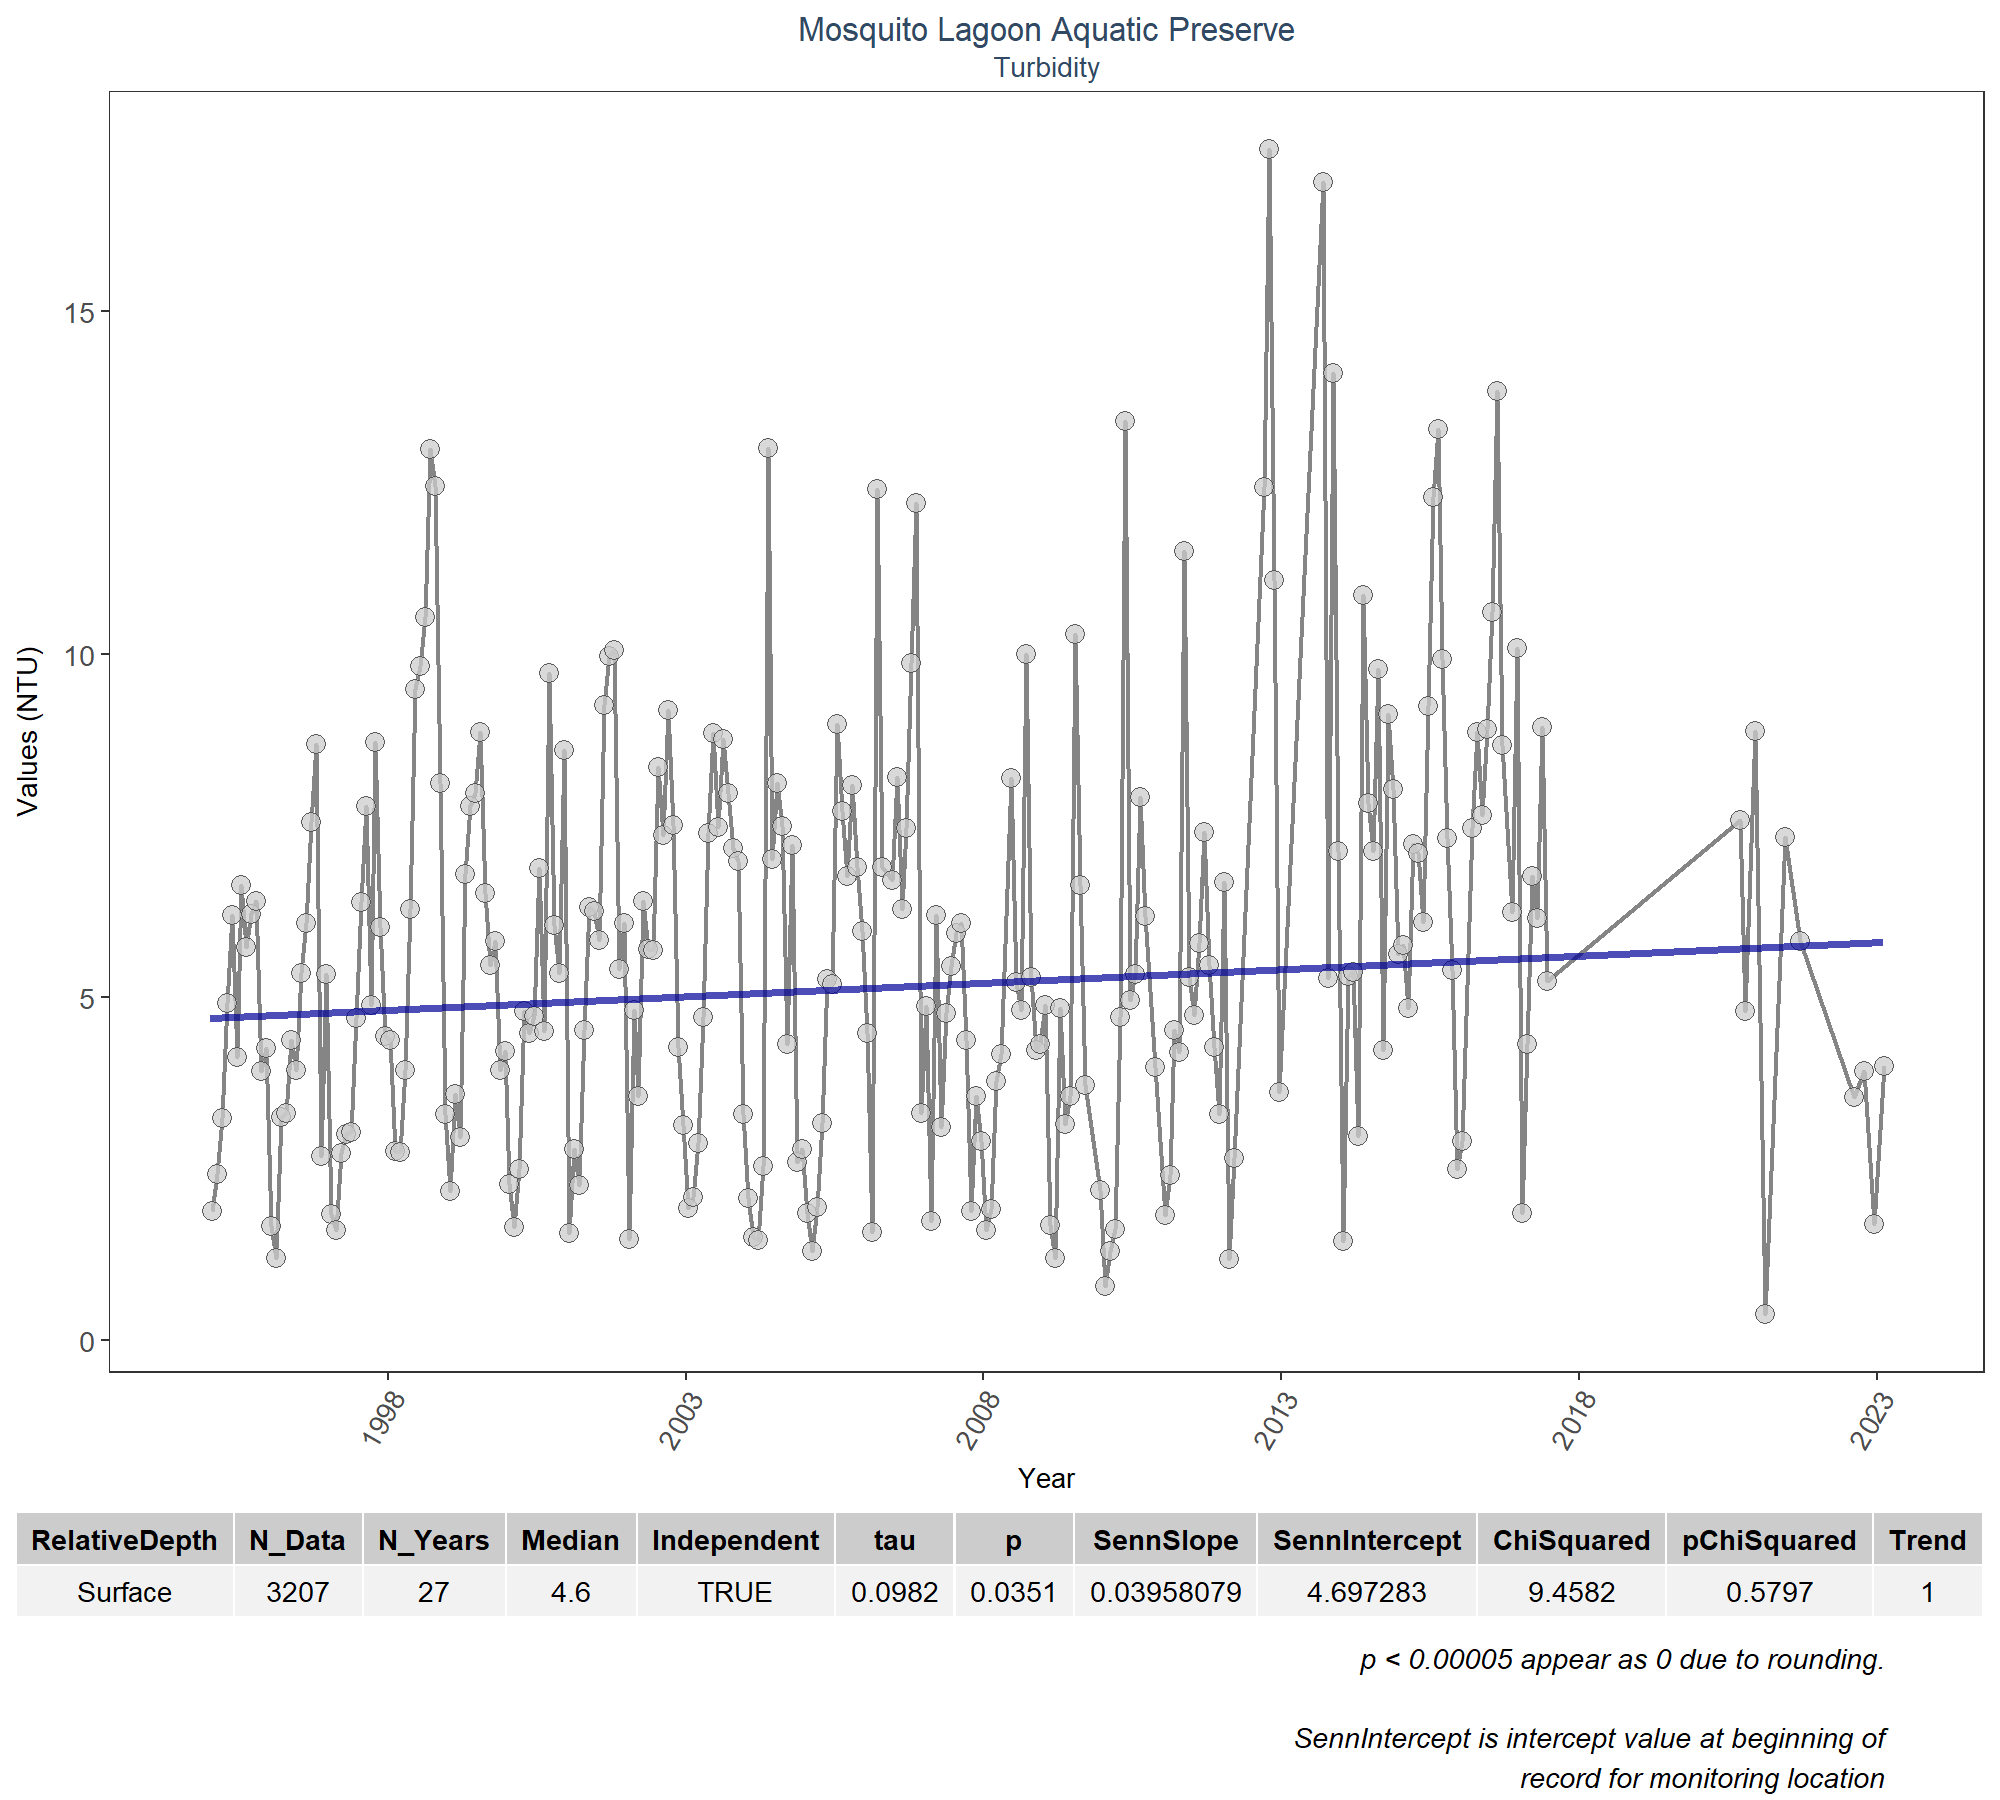 Mosquito Lagoon Aquatic Preserve
Turbidity
Values (NTU)
15
10
5
0
1998
2003
2008
2013
2018
2023
Year
RelativeDepth N_Data N_Years Median Independent tau p SennSlope SennIntercept ChiSquared pChiSquared Trend
Surface 3207 27 4.6 TRUE 0.0982 0.0351 0.03958079 4.697283 9.4582 0.5797 1
p < 0.00005 appear as 0 due to rounding.
SennIntercept is intercept value at beginning of
record for monitoring location